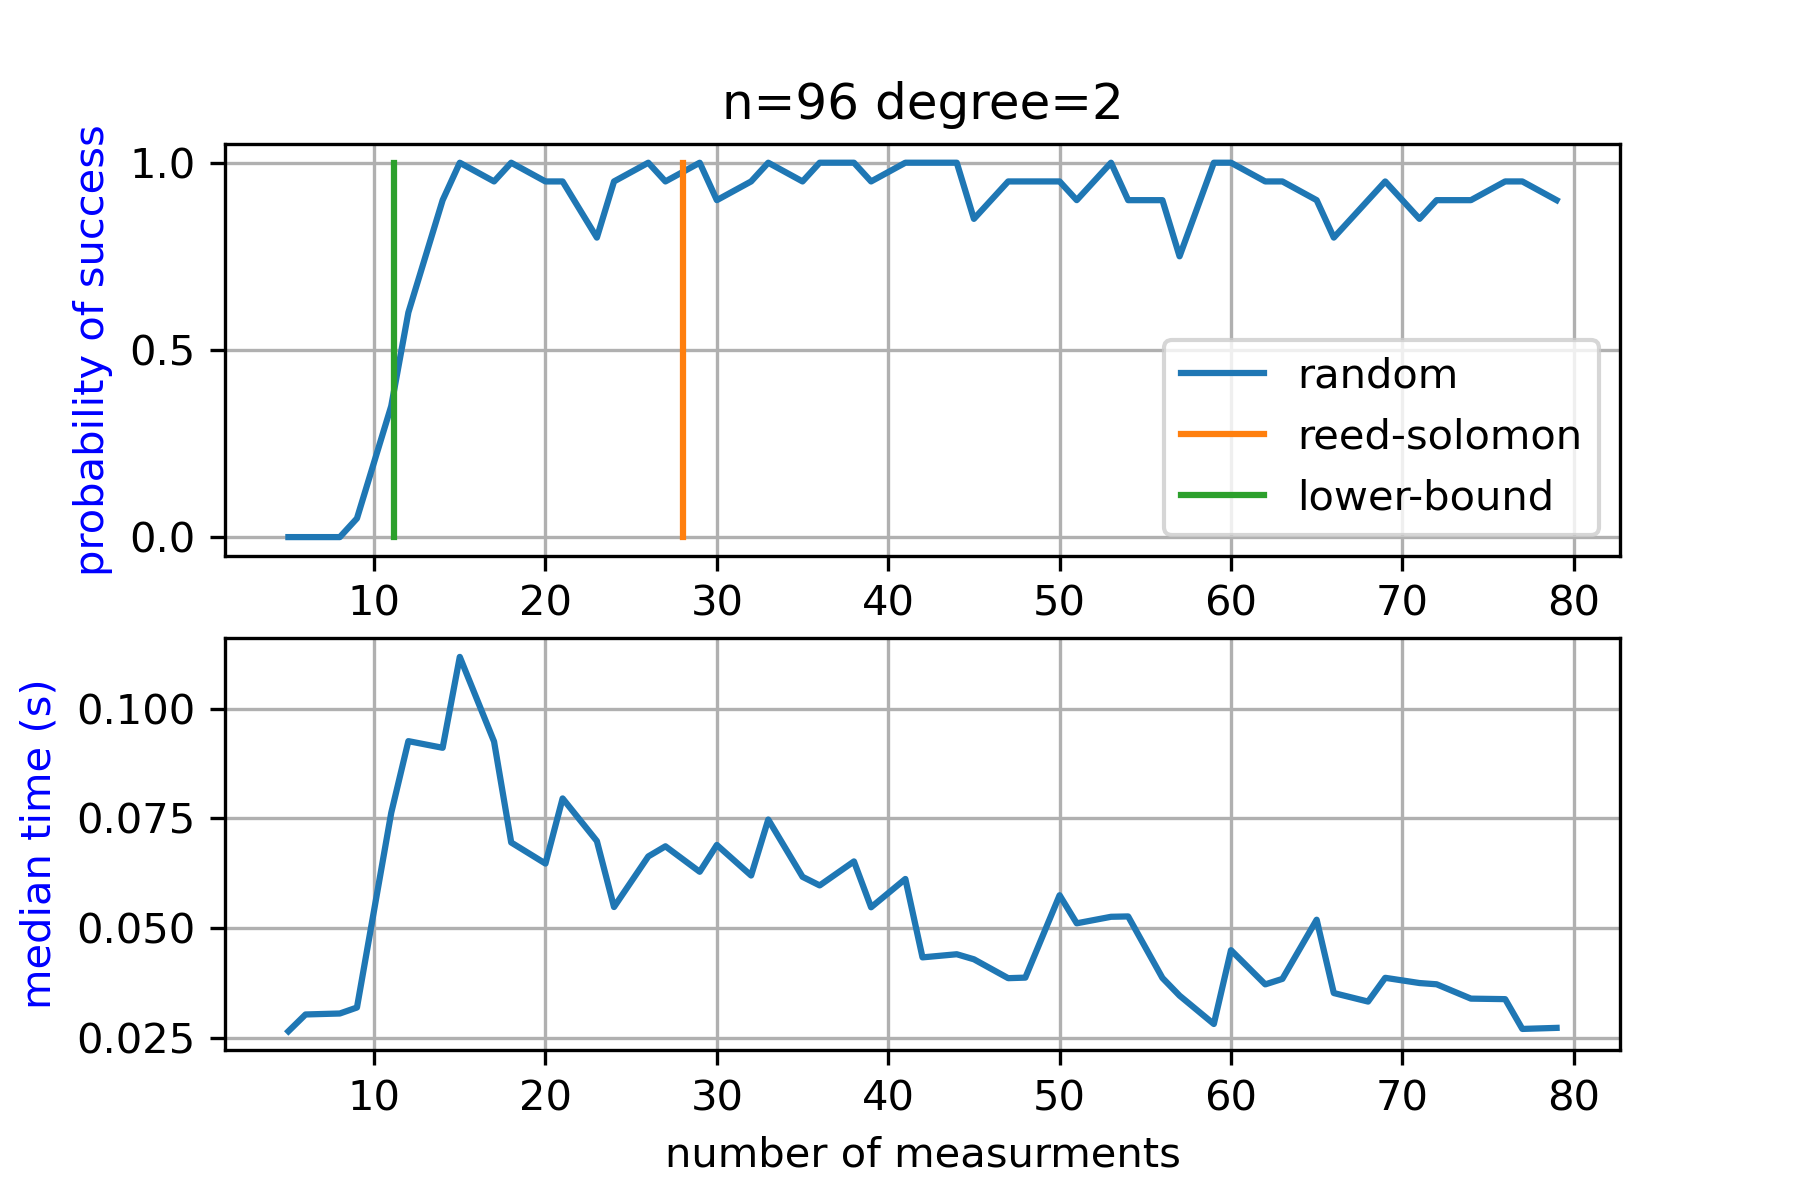 n=96 degree=2
probability of success
1.0
0.5
0.0
random
reed-solomon
lower-bound
10 20 30 40 50 60 70 80
median time (s)
0.100
0.075
0.050
0.025
10 20 30 40 50 60 70 80
number of measurments